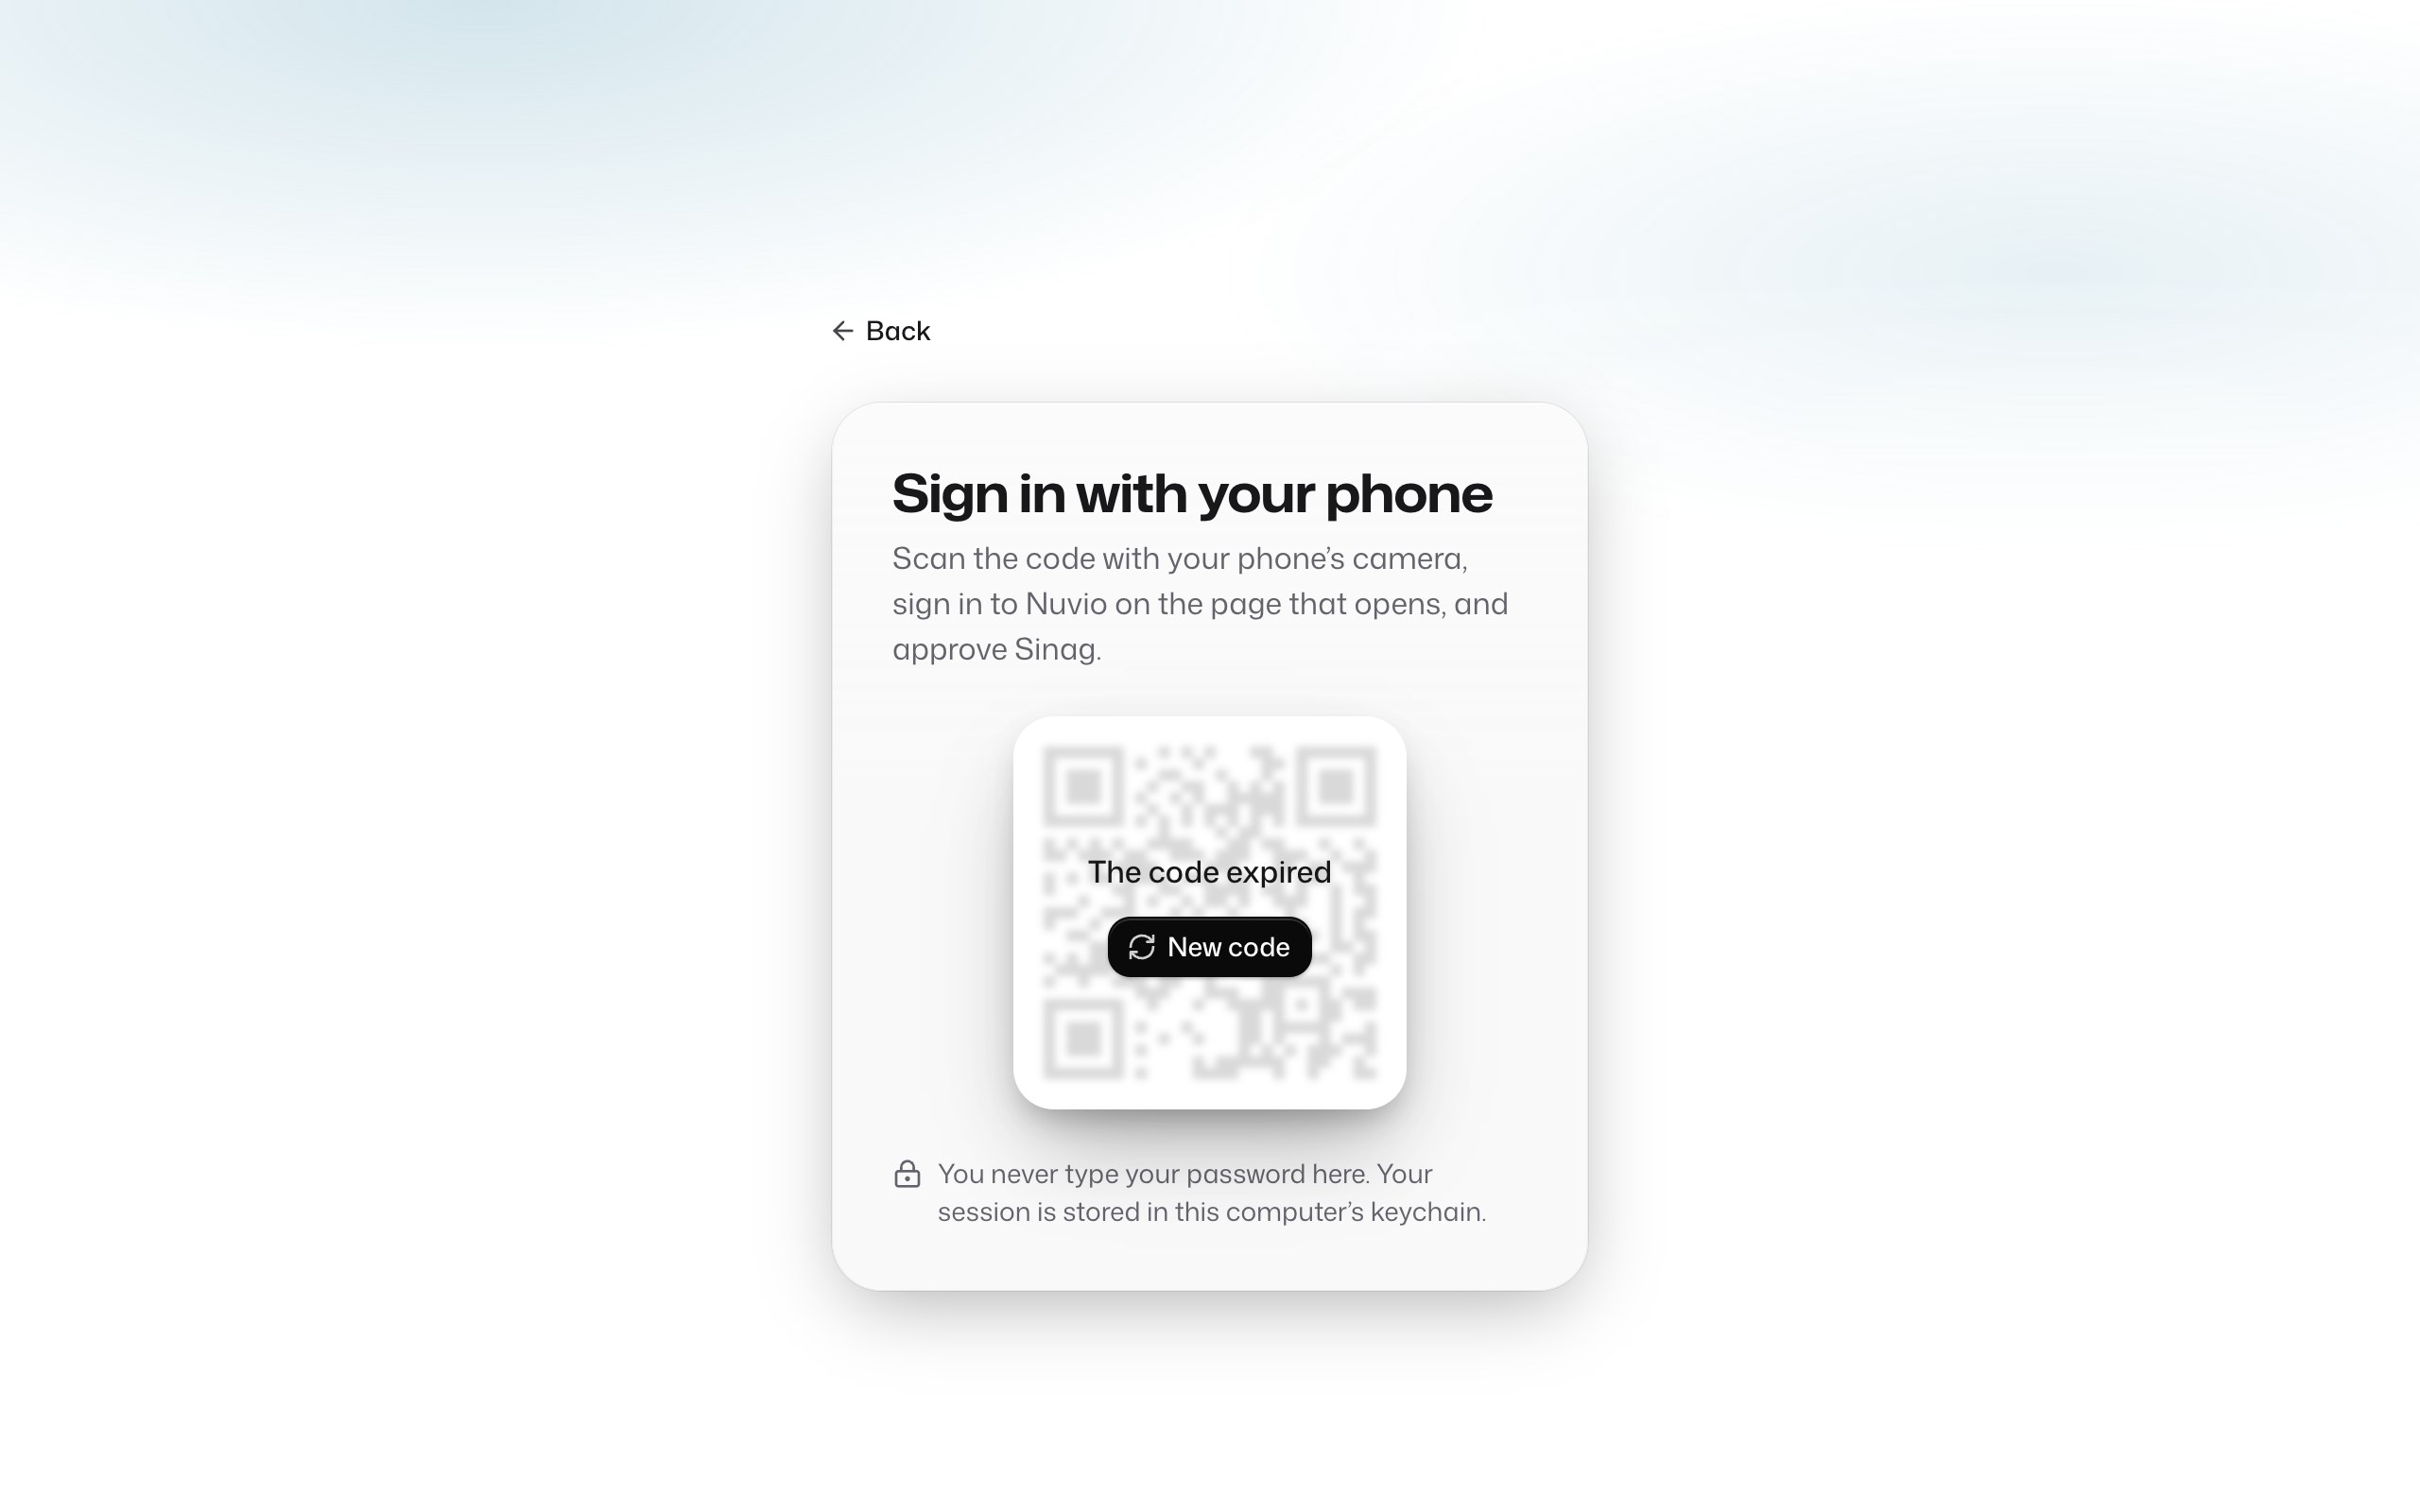 Back
Sign in with your phone
Scan the code with your phone’s camera,
sign in to Nuvio on the page that opens, and
approve Sinag.
The code expired
New code
You never type your password here. Your
session is stored in this computer’s keychain.